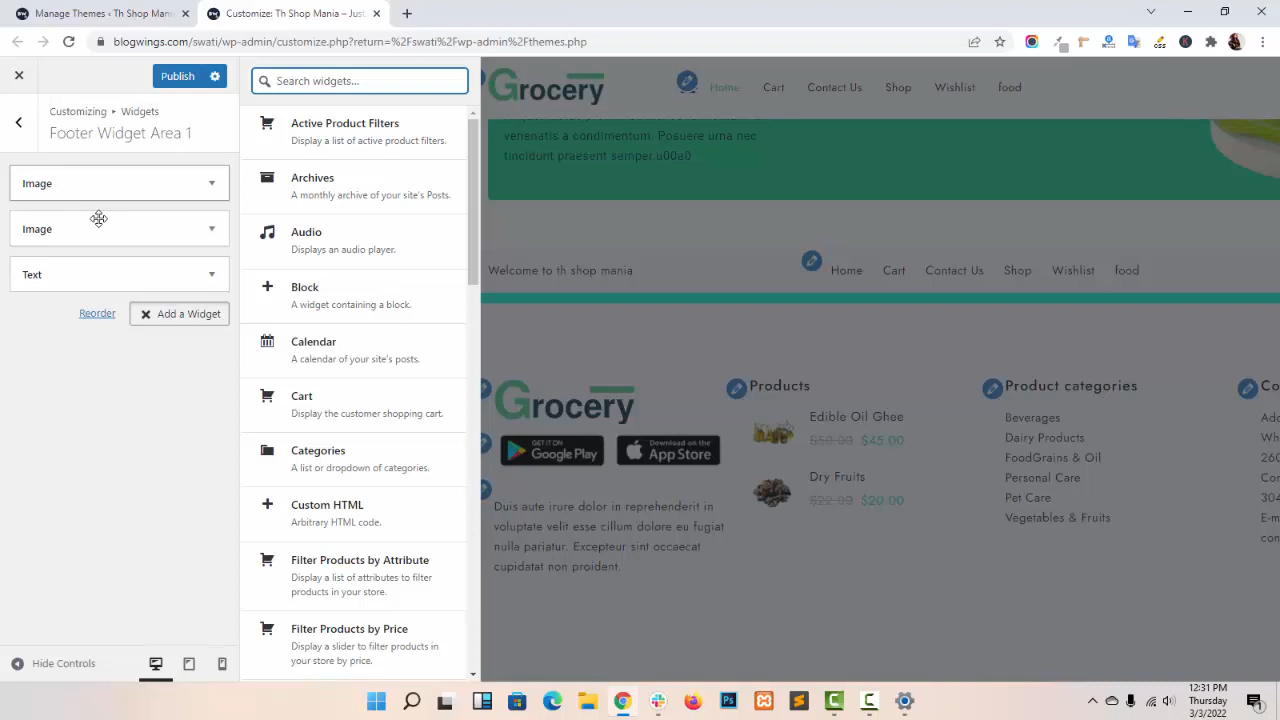 Manage Themes ‹ Th Shop Mani
Customize: Th Shop Mania – Just
blogwings.com/swati/wp-admin/customize.php?return=%2Fswati%2Fwp-admin%2Fthemes.php
Publish
Customizing ▸ Widgets
Footer Widget Area 1
Image
Image
Text
Reorder
Add a Widget
Hide Controls
Search widgets...
Active Product Filters
Display a list of active product filters.
Archives
A monthly archive of your site's Posts.
Audio
Displays an audio player.
Block
A widget containing a block.
Calendar
A calendar of your site's posts.
Cart
Display the customer shopping cart.
Categories
A list or dropdown of categories.
Custom HTML
Arbitrary HTML code.
Filter Products by Attribute
Display a list of attributes to filter
products in your store.
Filter Products by Price
Display a slider to filter products in
your store by price.
Grocery
Home
Cart
Contact Us
Shop
Wishlist
food
venenatis a condimentum. Posuere urna nec
tincidunt praesent semper.u00a0
Welcome to th shop mania
Home
Cart
Contact Us
Shop
Wishlist
food
Grocery
GET IT ON
Google Play
Download on the
App Store
Duis aute irure dolor in reprehenderit in
voluptate velit esse cillum dolore eu fugiat
nulla pariatur. Excepteur sint occaecat
cupidatat non proident.
Products
Edible Oil Ghee
$50.00 $45.00
Dry Fruits
$22.00 $20.00
Product categories
Beverages
Dairy Products
FoodGrains & Oil
Personal Care
Pet Care
Vegetables & Fruits
Co
Add
Wh
260
Cor
304
E-m
con
12:31 PM
Thursday
3/3/2022